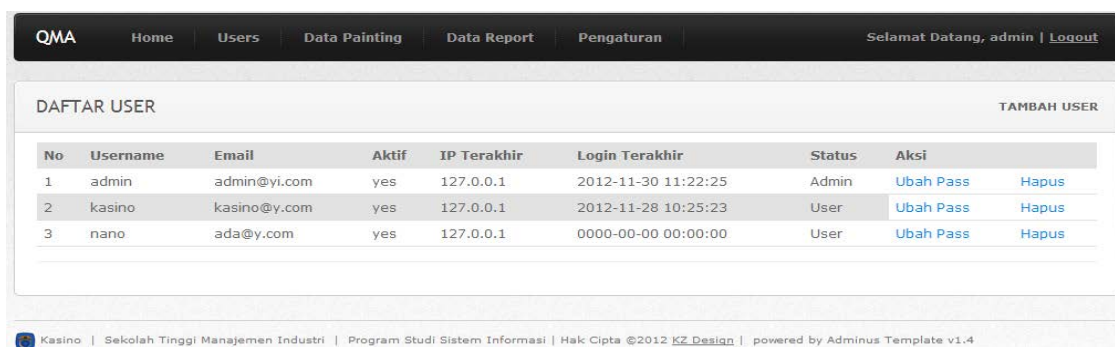 QMA Home Users Data Painting Data Report Pengaturan Selamat Datang, admin | Logout
DAFTAR USER TAMBAH USER
No Username Email Aktif IP Terakhir Login Terakhir Status Aksi
1 admin admin@yi.com yes 127.0.0.1 2012-11-30 11:22:25 Admin Ubah Pass Hapus
2 kasino kasino@y.com yes 127.0.0.1 2012-11-28 10:25:23 User Ubah Pass Hapus
3 nano ada@y.com yes 127.0.0.1 0000-00-00 00:00:00 User Ubah Pass Hapus
Kasino | Sekolah Tinggi Manajemen Industri | Program Studi Sistem Informasi | Hak Cipta ©2012 KZ Design | powered by Adminus Template v1.4